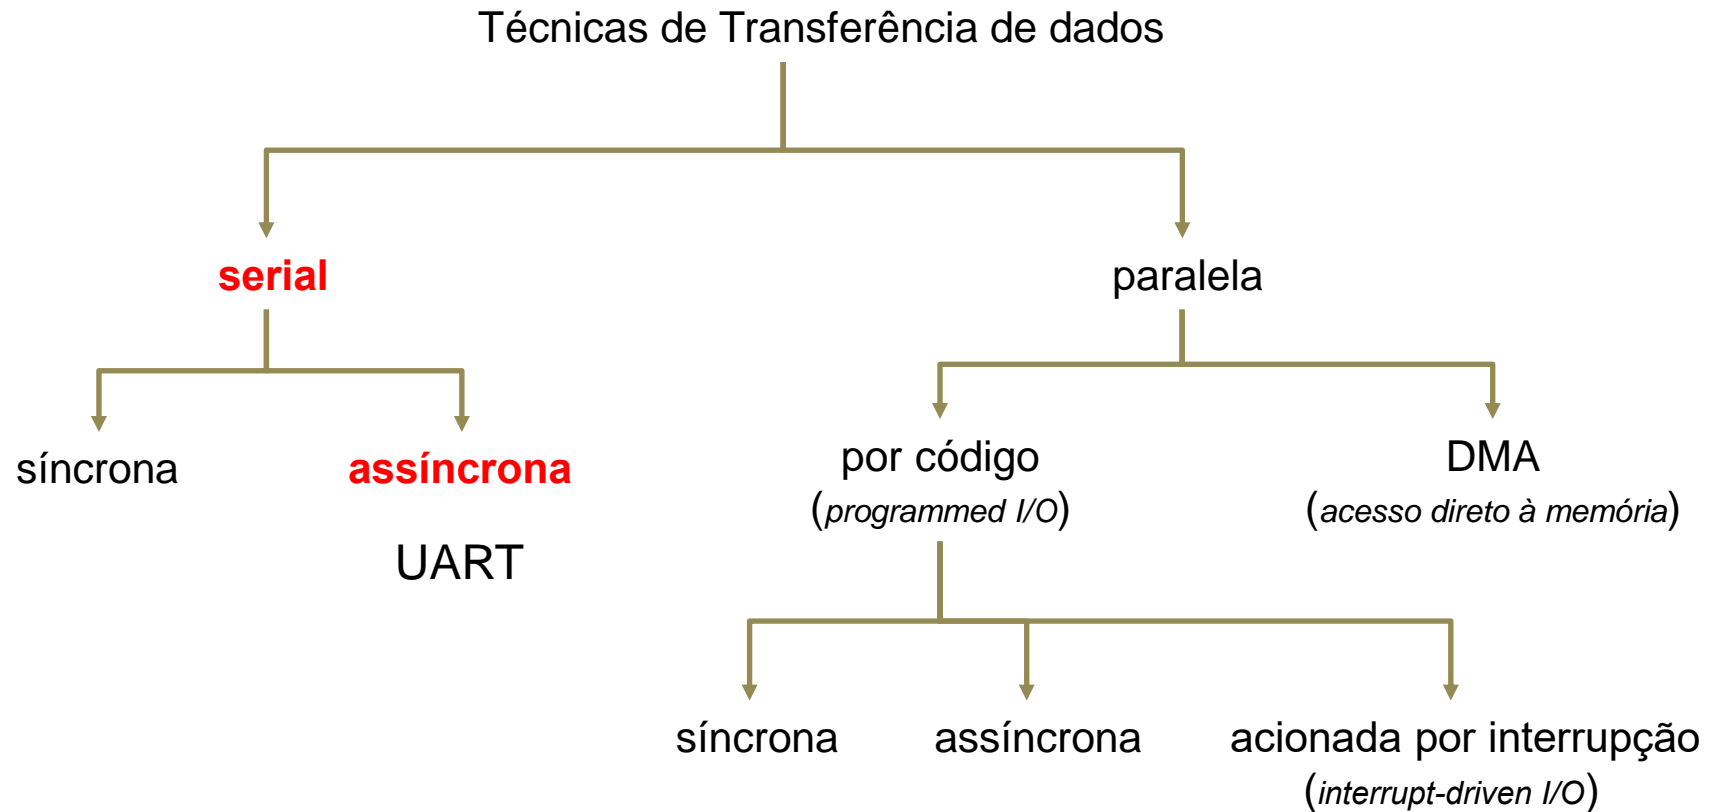 Técnicas de Transferência de dados
serial
paralela
síncrona
assíncrona
UART
por código
(programmed I/O)
DMA
(acesso direto à memória)
síncrona
assíncrona
acionada por interrupção
(interrupt-driven I/O)